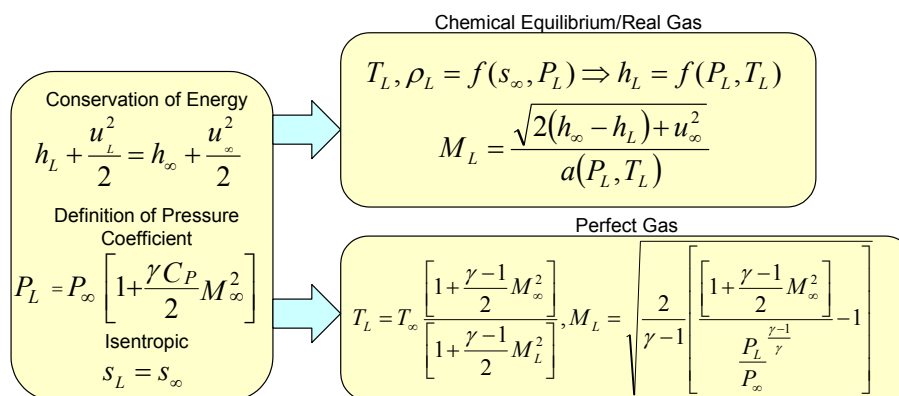 Chemical Equilibrium/Real Gas
T_L, ρ_L = f(s_∞, P_L) ⇒ h_L = f(P_L, T_L)
M_L = √(2(h_∞ − h_L) + u_∞^2) / a(P_L, T_L)
Conservation of Energy
h_L + u_L^2/2 = h_∞ + u_∞^2/2
Definition of Pressure
Coefficient
P_L = P_∞ [1 + (γ C_P/2) M_∞^2]
Isentropic
s_L = s_∞
Perfect Gas
T_L = T_∞ [1 + (γ−1)/2 M_∞^2] / [1 + (γ−1)/2 M_L^2], M_L = √(2/(γ−1) [[1 + (γ−1)/2 M_∞^2] / (P_L/P_∞)^((γ−1)/γ) − 1])